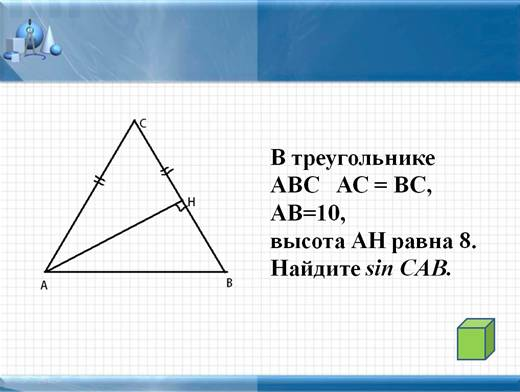 C
H
A
B
В треугольнике
ABC AC = BC,
AB=10,
высота AH равна 8.
Найдите sin CAB.